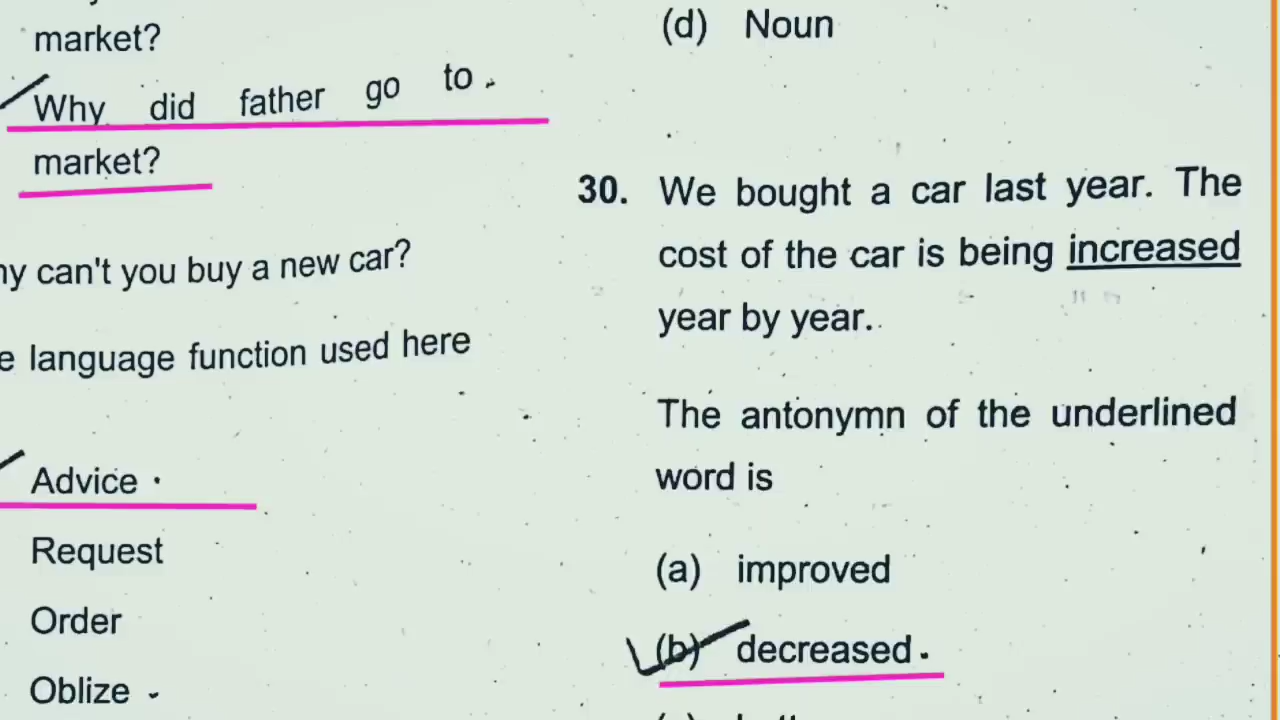 market?
Why did father go to
market?
can't you buy a new car?
language function used here
Advice
Request
Order
Oblize
(d) Noun
30. We bought a car last year. The
cost of the car is being increased
year by year.
The antonymn of the underlined
word is
(a) improved
(b) decreased